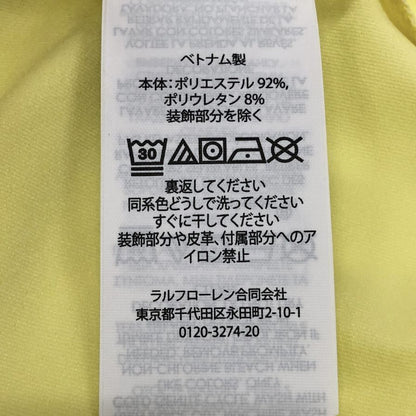 ベトナム製
本体：ポリエステル 92%,
ポリウレタン 8%
装飾部分を除く
30
裏返してください
同系色どうしで洗ってください
すぐに干してください
装飾部分や皮革、付属部分へのア
イロン禁止
ラルフローレン合同会社
東京都千代田区永田町2-10-1
0120-3274-20